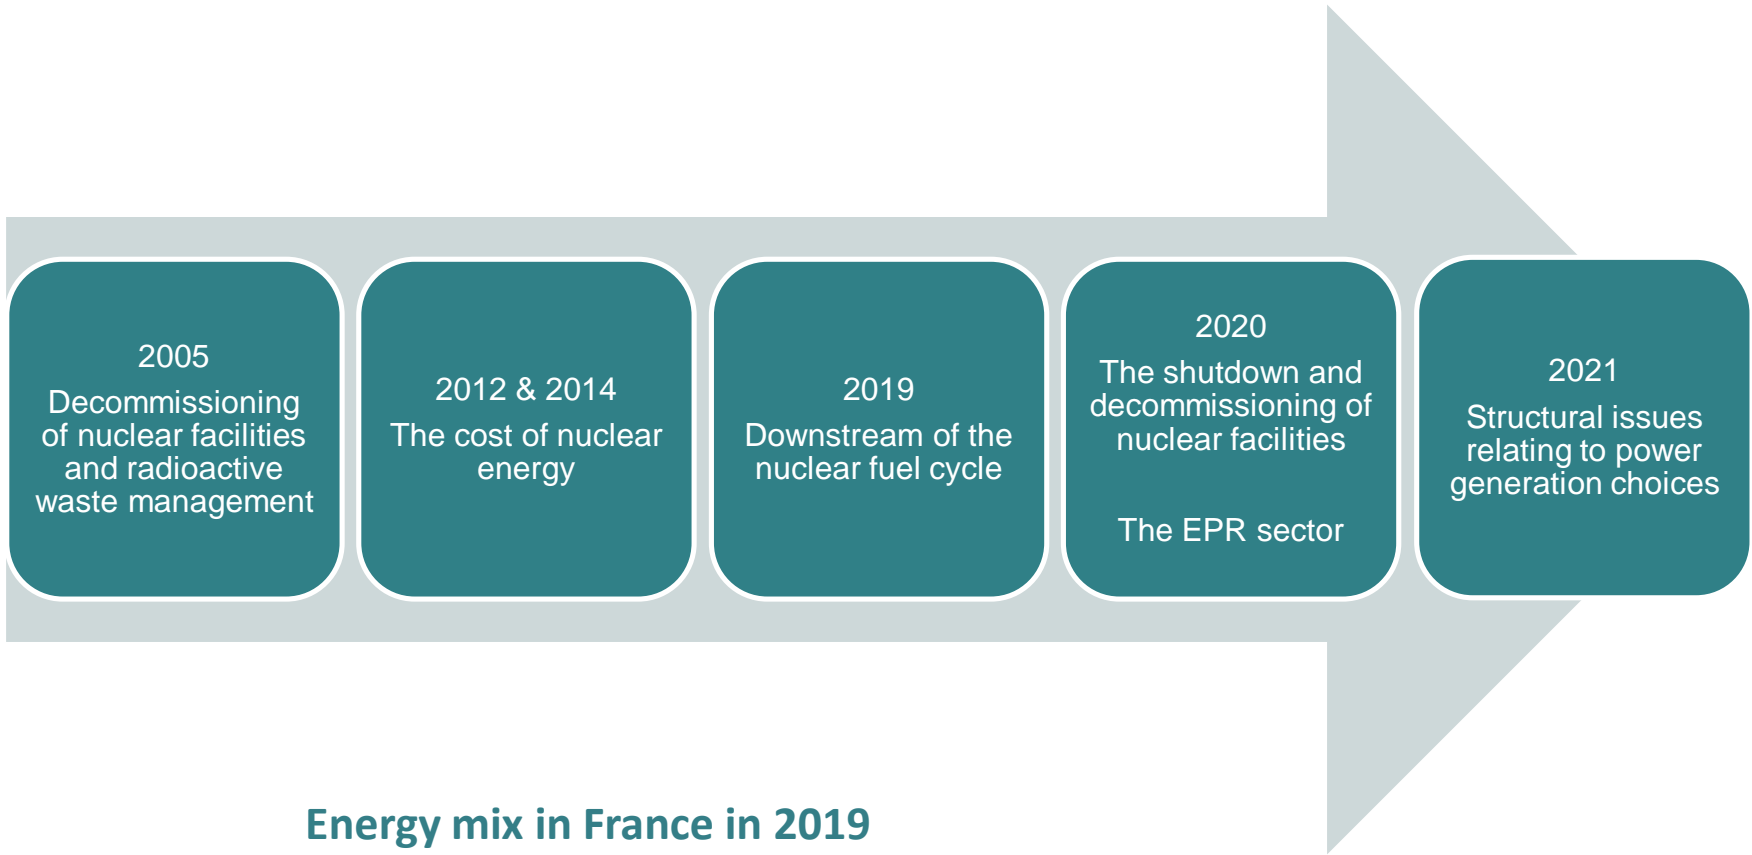 2005
Decommissioning
of nuclear facilities
and radioactive
waste management
2012 & 2014
The cost of nuclear
energy
2019
Downstream of the
nuclear fuel cycle
2020
The shutdown and
decommissioning of
nuclear facilities
The EPR sector
2021
Structural issues
relating to power
generation choices
Energy mix in France in 2019